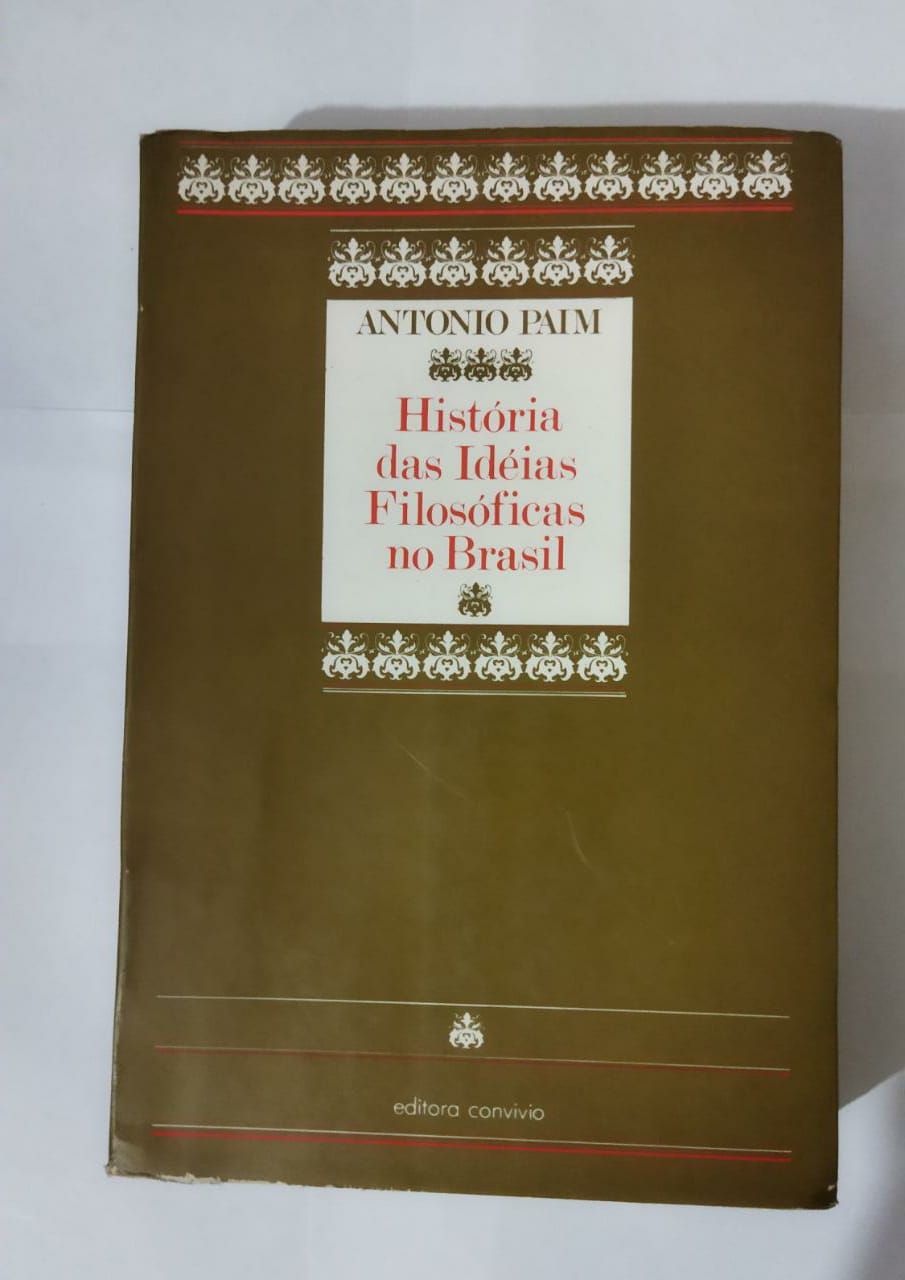 ANTONIO PAIM
História
das Idéias
Filosóficas
no Brasil
editora convivio